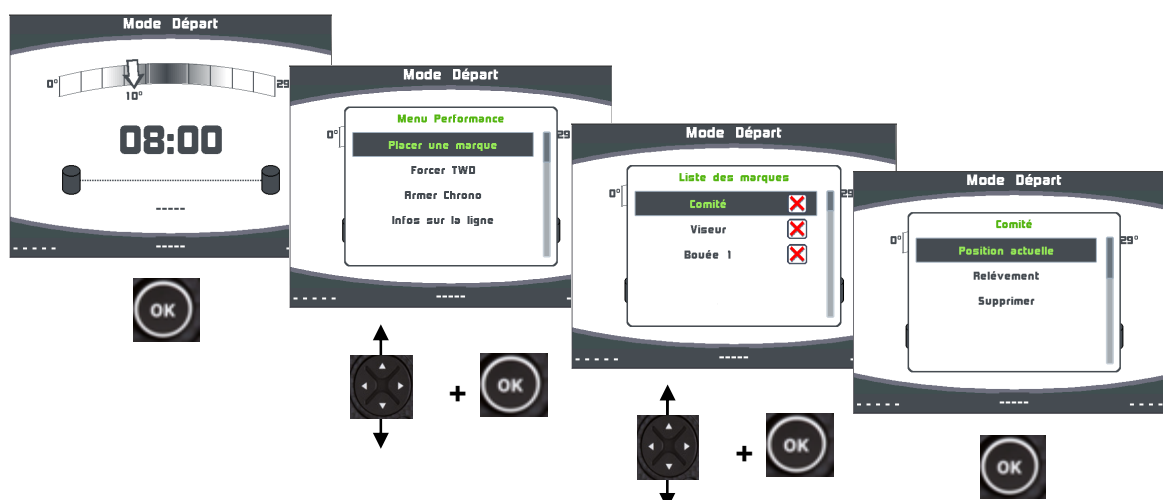 Mode Départ
0°
29
10°
08:00
-----
- - - - -
-----
OK
Mode Départ
0°
29
Menu Performance
Placer une marque
Forcer TWD
Armer Chrono
Infos sur la ligne
- - - - -
-----
+
OK
Mode Départ
0°
29
Liste des marques
Comité
Viseur
Bouée 1
- - - - -
-----
+
OK
Mode Départ
0°
29°
Comité
Position actuelle
Relévement
Supprimer
- - - - -
-----
- - - -
OK